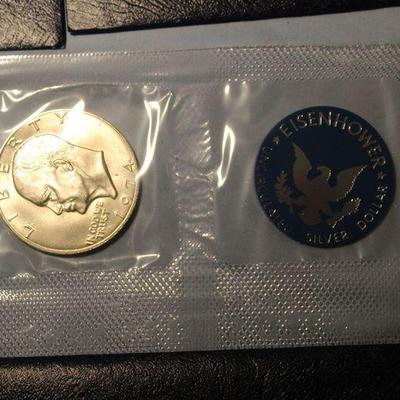 LIBERTY
IN GOD WE
TRUST
1974
EISENHOWER
UNCIRCULATED SILVER DOLLAR